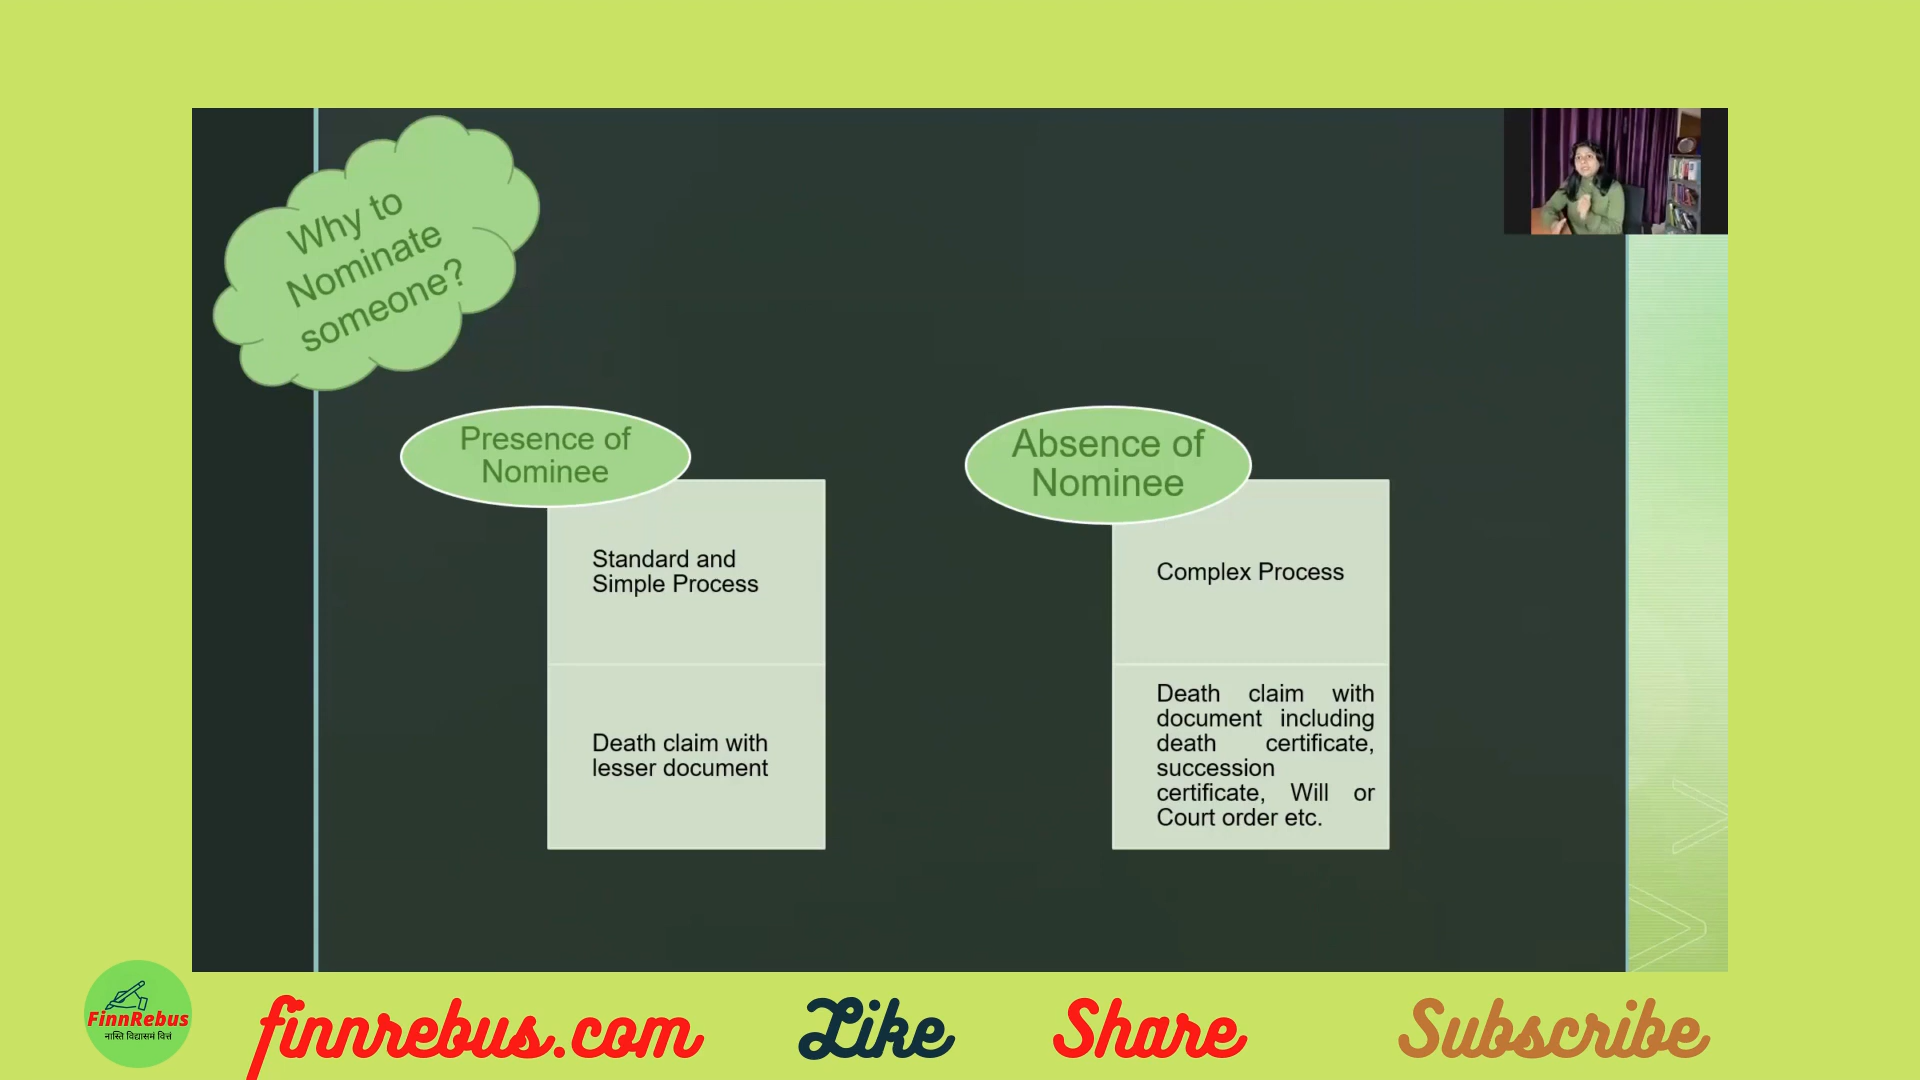 Why to
Nominate
someone?
Presence of
Nominee
Standard and
Simple Process
Death claim with
lesser document
Absence of
Nominee
Complex Process
Death claim with
document including
death certificate,
succession
certificate, Will or
Court order etc.
FinnRebus
नास्ति विद्यासमं वित्तं
finnrebus.com
Like
Share
Subscribe